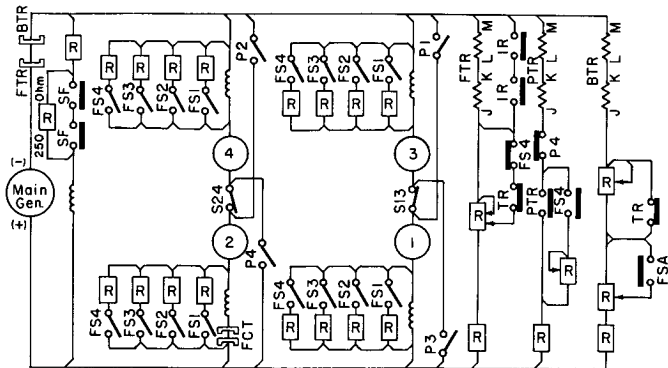 BTR
FTR
(-)
Main
Gen.
(+)
R
250 Ohm
R
SF
SF
R
R
R
R
FS4
FS3
FS2
FS1
4
S24
2
P2
P4
R
R
R
R
FS4
FS3
FS2
FS1
FCT
R
R
R
R
FS4
FS3
FS2
FS1
3
S13
1
P1
P3
FS4
FS3
FS2
FS1
R
R
R
R
FTR
M
L
K
J
IR
IR
FS4
TR
R
R
PTR
M
L
K
J
P4
PTR
FS4
R
R
BTR
M
L
K
J
R
TR
FSA
R
R